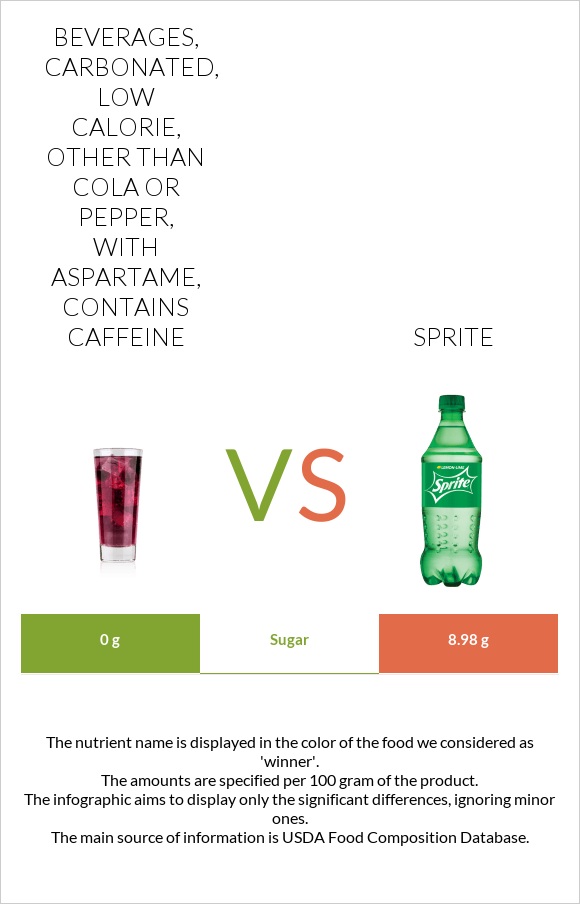 BEVERAGES,
CARBONATED,
LOW
CALORIE,
OTHER THAN
COLA OR
PEPPER,
WITH
ASPARTAME,
CONTAINS
CAFFEINE
SPRITE
VS
LEMON-LIME
Sprite
0 g
Sugar
8.98 g
The nutrient name is displayed in the color of the food we considered as
'winner'.
The amounts are specified per 100 gram of the product.
The infographic aims to display only the significant differences, ignoring minor
ones.
The main source of information is USDA Food Composition Database.